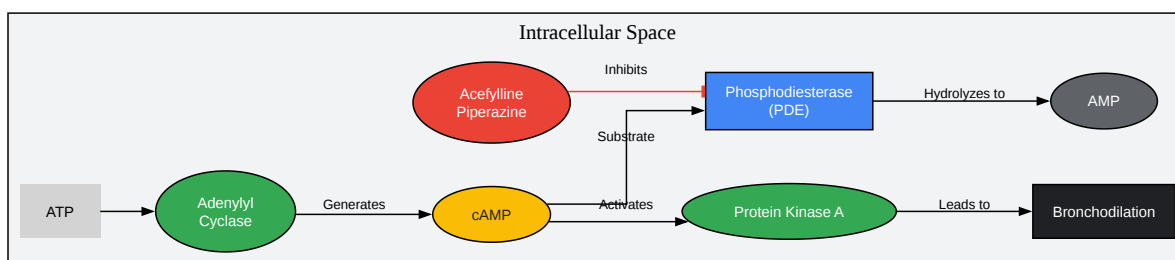 Intracellular Space
Inhibits
Acefylline
Piperazine
Phosphodiesterase
(PDE)
Hydrolyzes to
AMP
Substrate
ATP
Adenylyl
Cyclase
Generates
cAMP
Activates
Protein Kinase A
Leads to
Bronchodilation